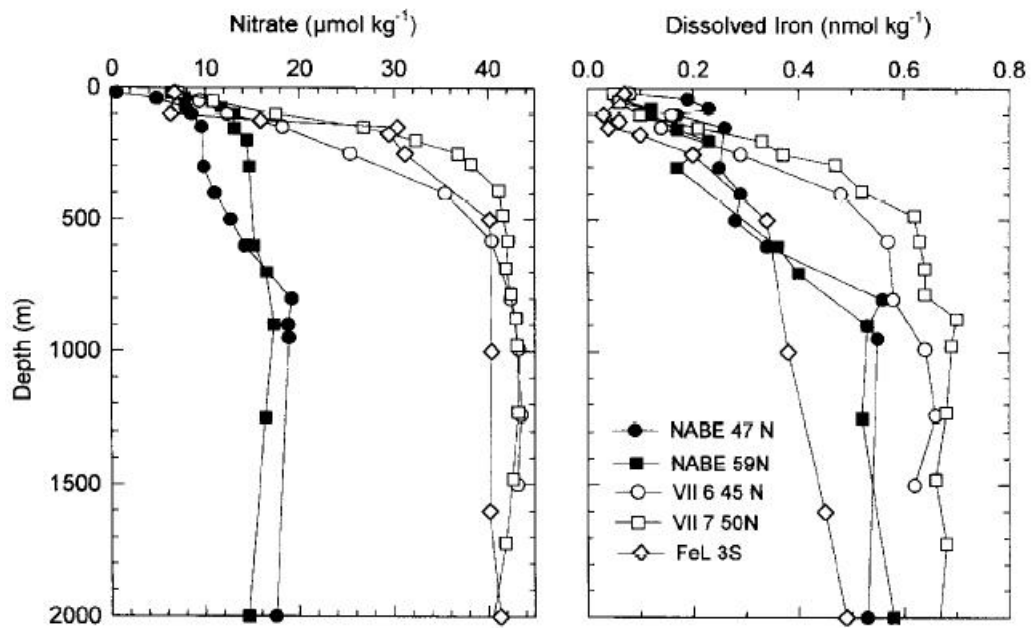 Nitrate (µmol kg⁻¹)
Dissolved Iron (nmol kg⁻¹)
0 10 20 30 40
0.0 0.2 0.4 0.6 0.8
Depth (m)
0
500
1000
1500
2000
NABE 47 N
NABE 59N
VII 6 45 N
VII 7 50N
FeL 3S